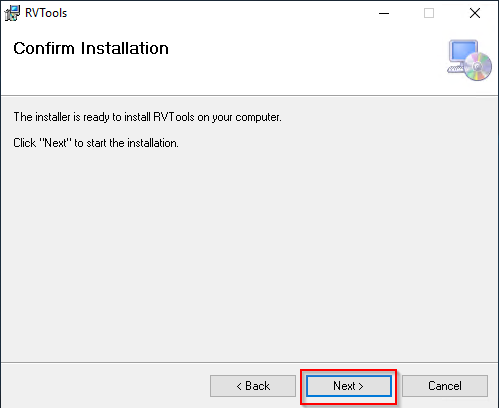 RVTools
Confirm Installation
The installer is ready to install RVTools on your computer.
Click "Next" to start the installation.
< Back
Next >
Cancel